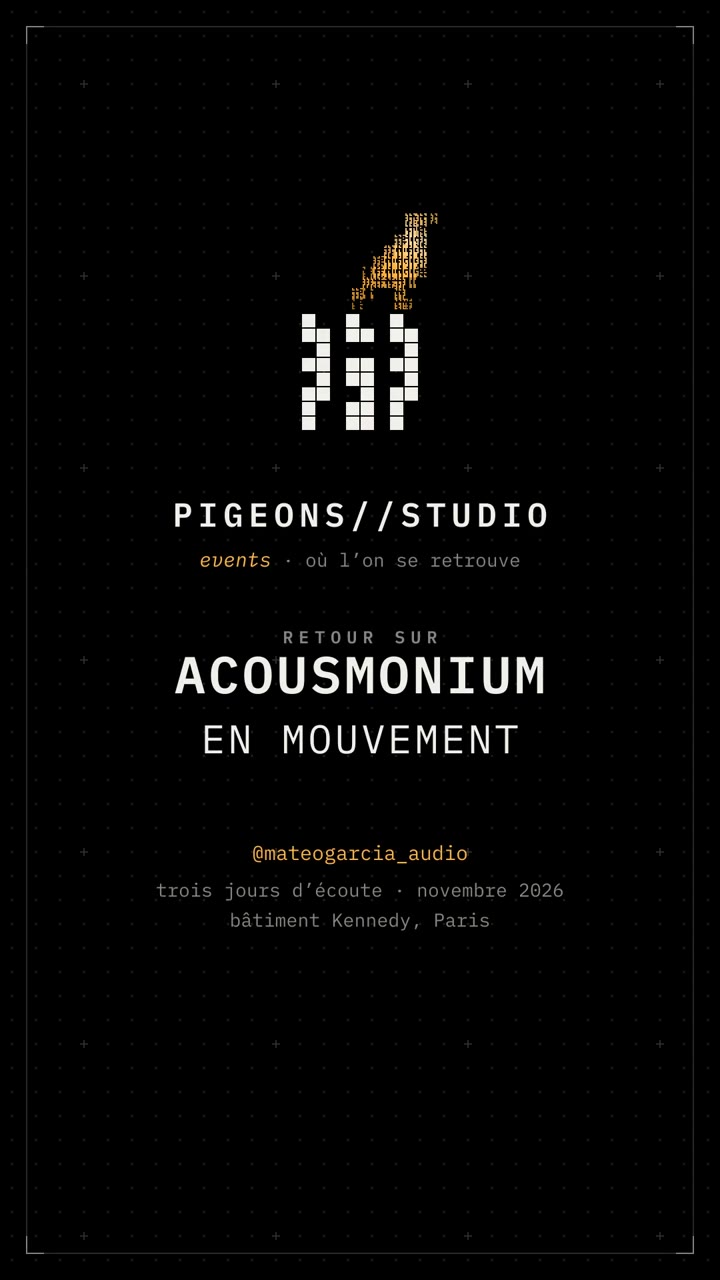 PIGEONS//STUDIO
events · où l’on se retrouve
RETOUR SUR
ACOUSMONIUM
EN MOUVEMENT
@mateogarcia_audio
trois jours d’écoute · novembre 2026
bâtiment Kennedy, Paris